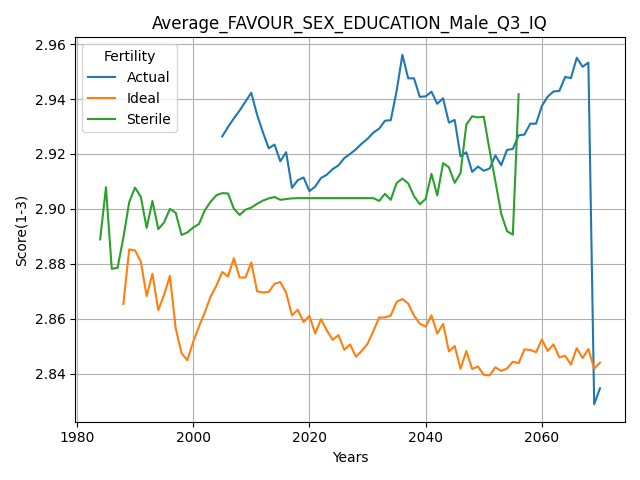 Average_FAVOUR_SEX_EDUCATION_Male_Q3_IQ
Fertility
Actual
Ideal
Sterile
Score(1-3)
2.96
2.94
2.92
2.90
2.88
2.86
2.84
1980
2000
2020
2040
2060
Years